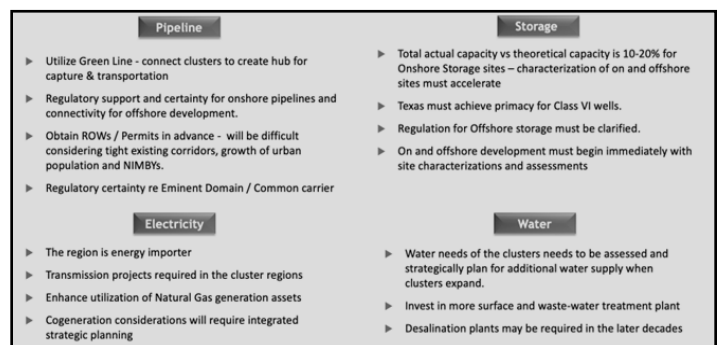 Pipeline
Utilize Green Line - connect clusters to create hub for
capture & transportation
Regulatory support and certainty for onshore pipelines and
connectivity for offshore development.
Obtain ROWs / Permits in advance - will be difficult
considering tight existing corridors, growth of urban
population and NIMBYs.
Regulatory certainty re Eminent Domain / Common carrier
Storage
Total actual capacity vs theoretical capacity is 10-20% for
Onshore Storage sites – characterization of on and offshore
sites must accelerate
Texas must achieve primacy for Class VI wells.
Regulation for Offshore storage must be clarified.
On and offshore development must begin immediately with
site characterizations and assessments
Electricity
The region is energy importer
Transmission projects required in the cluster regions
Enhance utilization of Natural Gas generation assets
Cogeneration considerations will require integrated
strategic planning
Water
Water needs of the clusters needs to be assessed and
strategically plan for additional water supply when
clusters expand.
Invest in more surface and waste-water treatment plant
Desalination plants may be required in the later decades